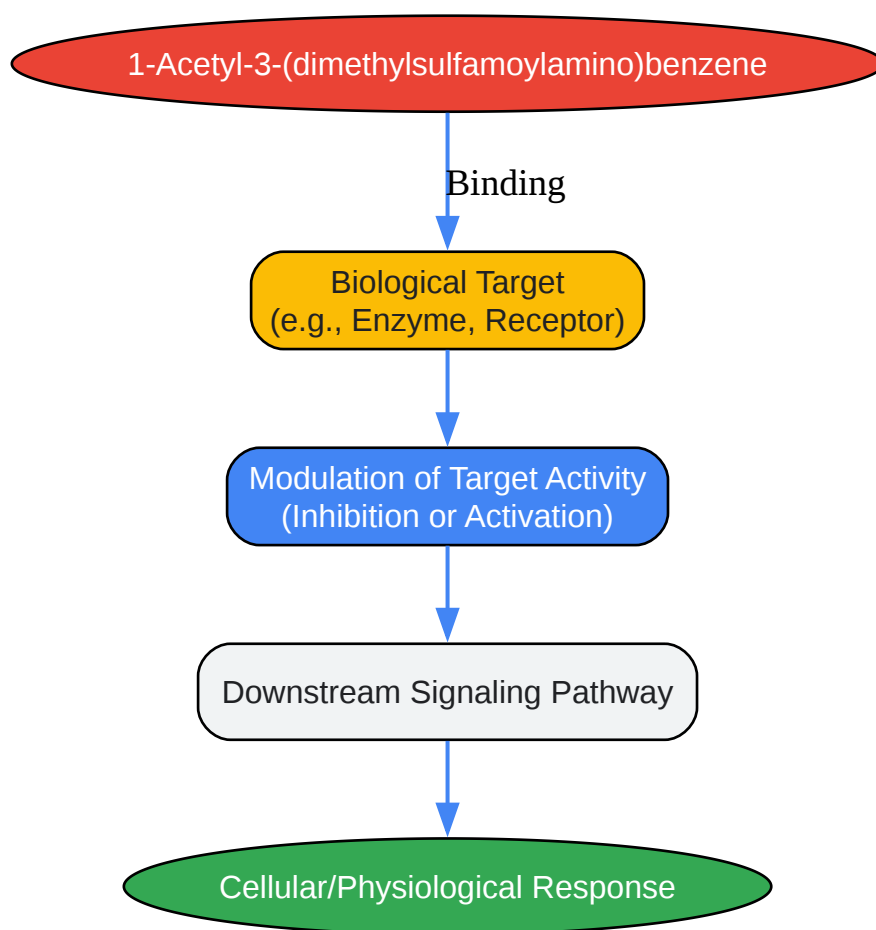 1-Acetyl-3-(dimethylsulfamoylamino)benzene
Binding
Biological Target
(e.g., Enzyme, Receptor)
Modulation of Target Activity
(Inhibition or Activation)
Downstream Signaling Pathway
Cellular/Physiological Response